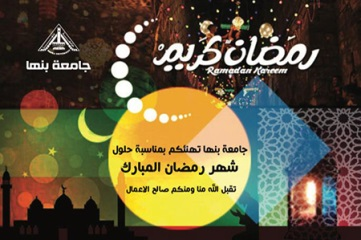 رمضان كريم
Ramadan Kareem
جامعة بنها
جامعة بنها تهنئكم بمناسبة حلول
شهر رمضان المبارك
تقبل الله منا ومنكم صالح الاعمال